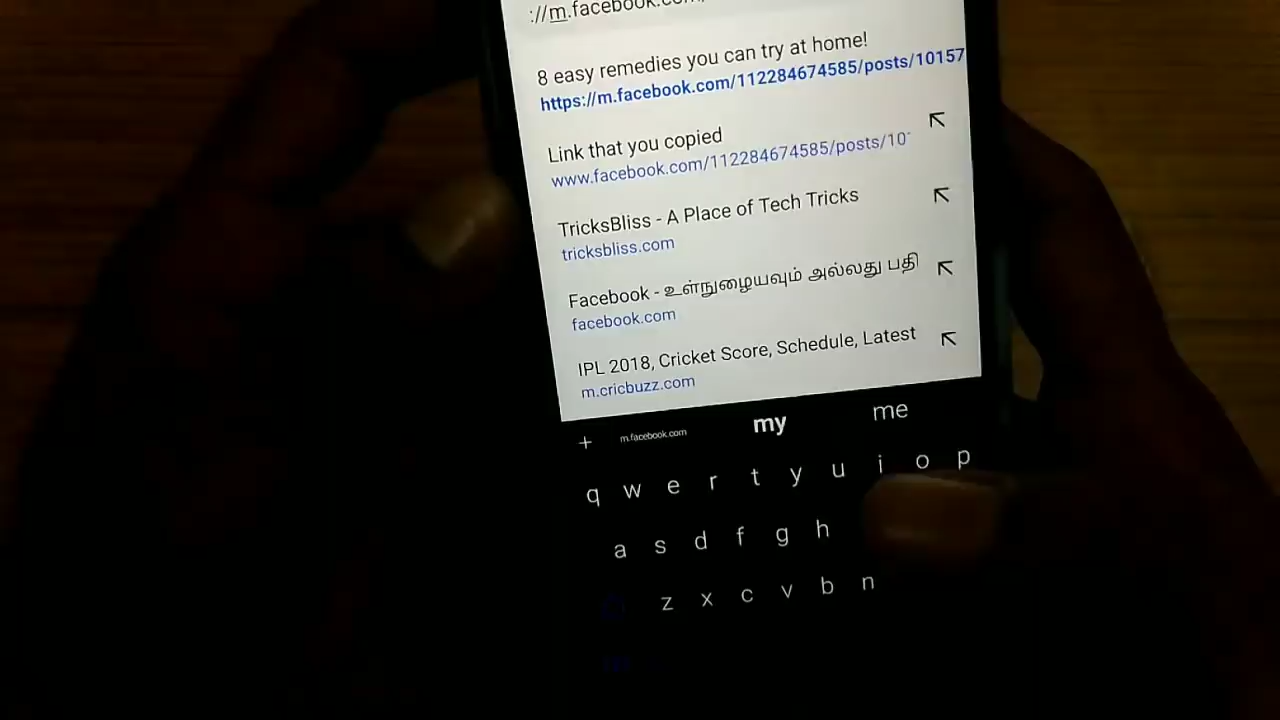 ://m.facebook.com/
8 easy remedies you can try at home!
https://m.facebook.com/112284674585/posts/10157
Link that you copied
www.facebook.com/112284674585/posts/10
TricksBliss - A Place of Tech Tricks
tricksbliss.com
Facebook - உள்நுழையவும் அல்லது பதி
facebook.com
IPL 2018, Cricket Score, Schedule, Latest
m.cricbuzz.com
+ m.facebook.com my me
q w e r t y u i o p
a s d f g h
z x c v b n